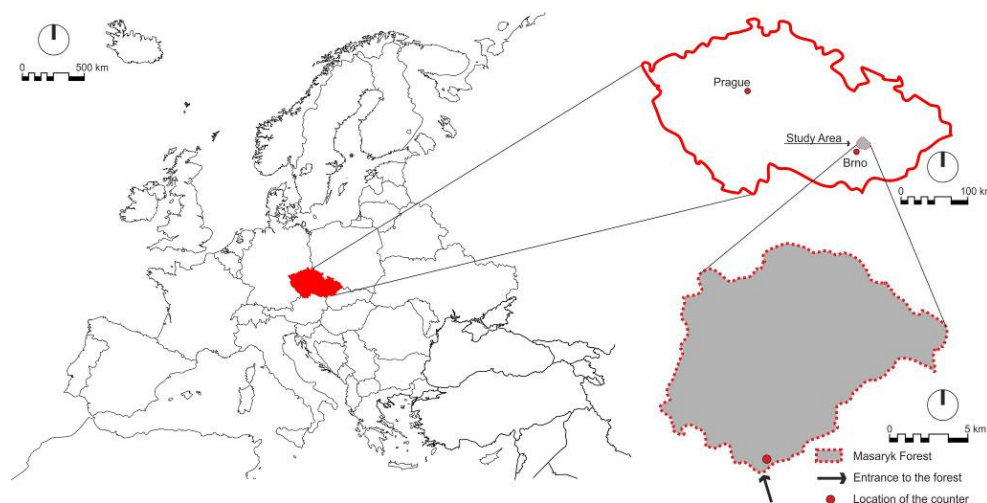 0 500 km
Prague
Study Area
Brno
0 100 km
0 5 km
Masaryk Forest
Entrance to the forest
Location of the counter